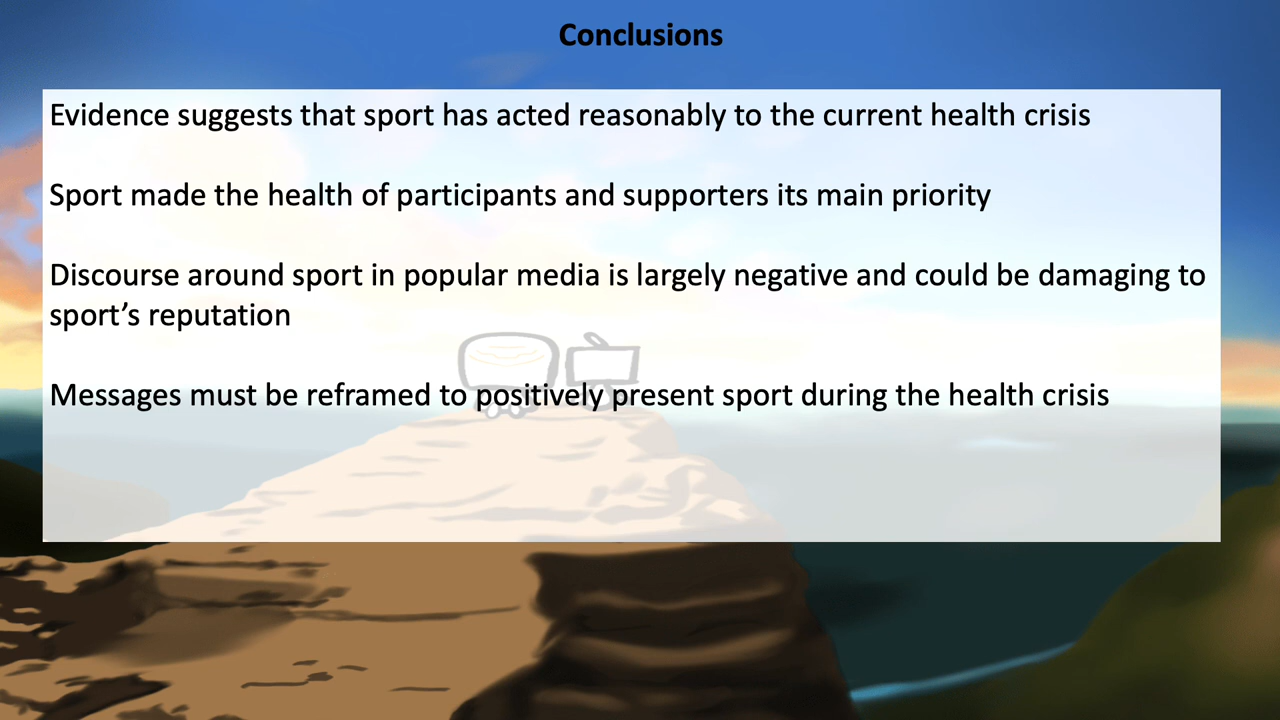 Conclusions
Evidence suggests that sport has acted reasonably to the current health crisis
Sport made the health of participants and supporters its main priority
Discourse around sport in popular media is largely negative and could be damaging to
sport’s reputation
Messages must be reframed to positively present sport during the health crisis